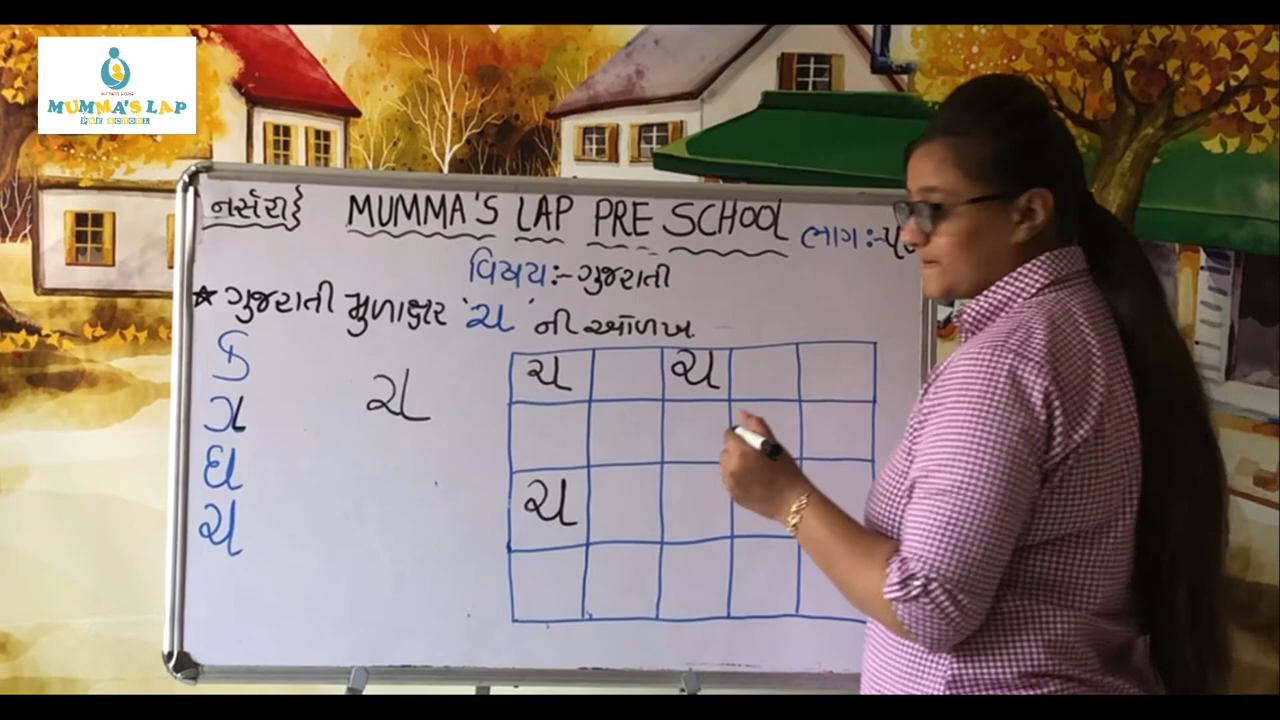 MUMMA'S LAP
PRE SCHOOL
નર્સરી MUMMA'S LAP PRE SCHOOL ભાગ:-
વિષય:- ગુજરાતી
★ ગુજરાતી મુળાક્ષર 'ચ' ની ઓળખ
ક
ગ
ઘ
ચ
ચ
ચ ચ
ચ